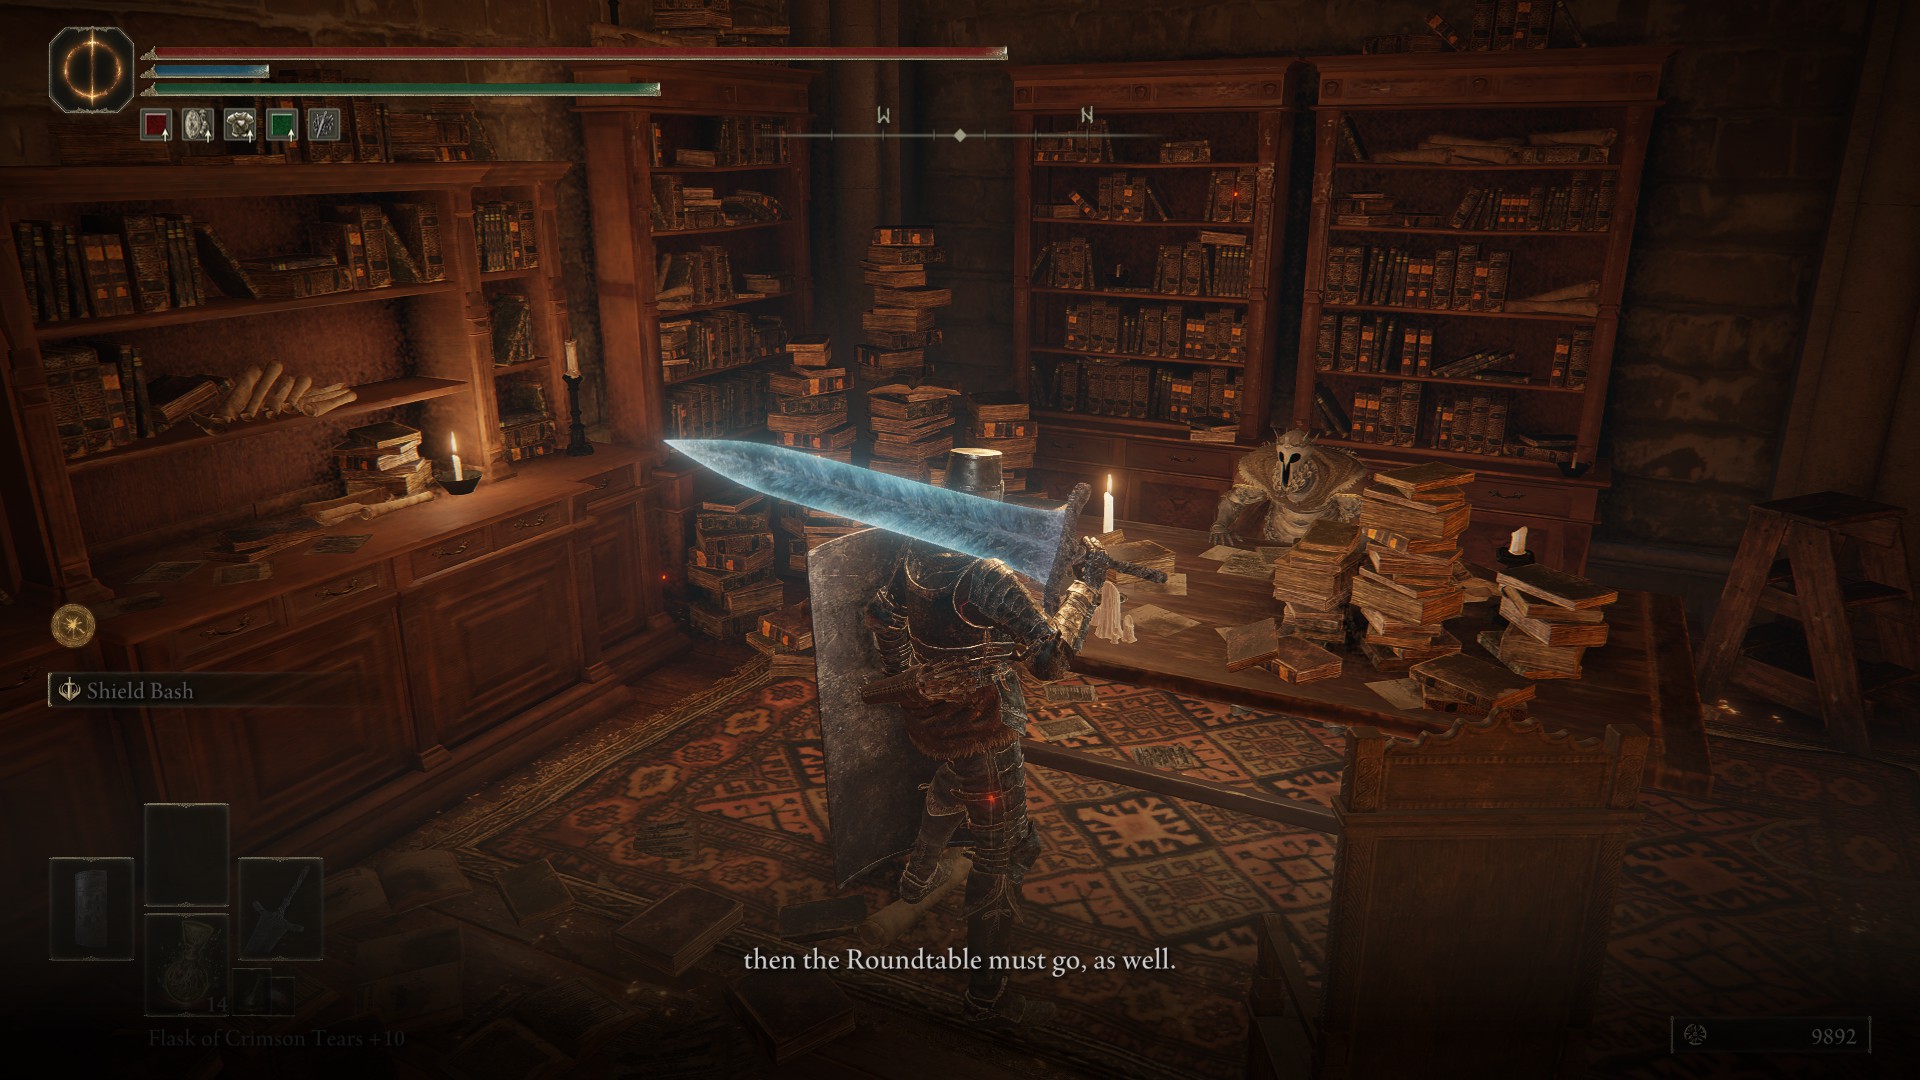 W N
Shield Bash
then the Roundtable must go, as well.
14
Flask of Crimson Tears +10
9892